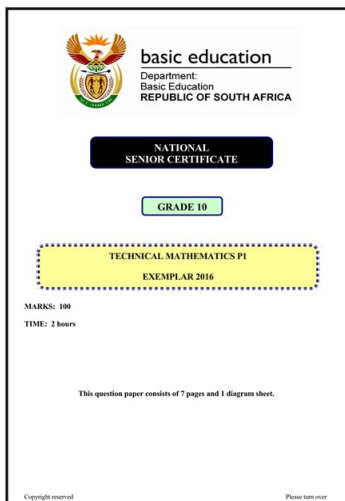 basic education
Department:
Basic Education
REPUBLIC OF SOUTH AFRICA
NATIONAL
SENIOR CERTIFICATE
GRADE 10
TECHNICAL MATHEMATICS P1
EXEMPLAR 2016
MARKS: 100
TIME: 2 hours
This question paper consists of 7 pages and 1 diagram sheet.
Copyright reserved
Please turn over